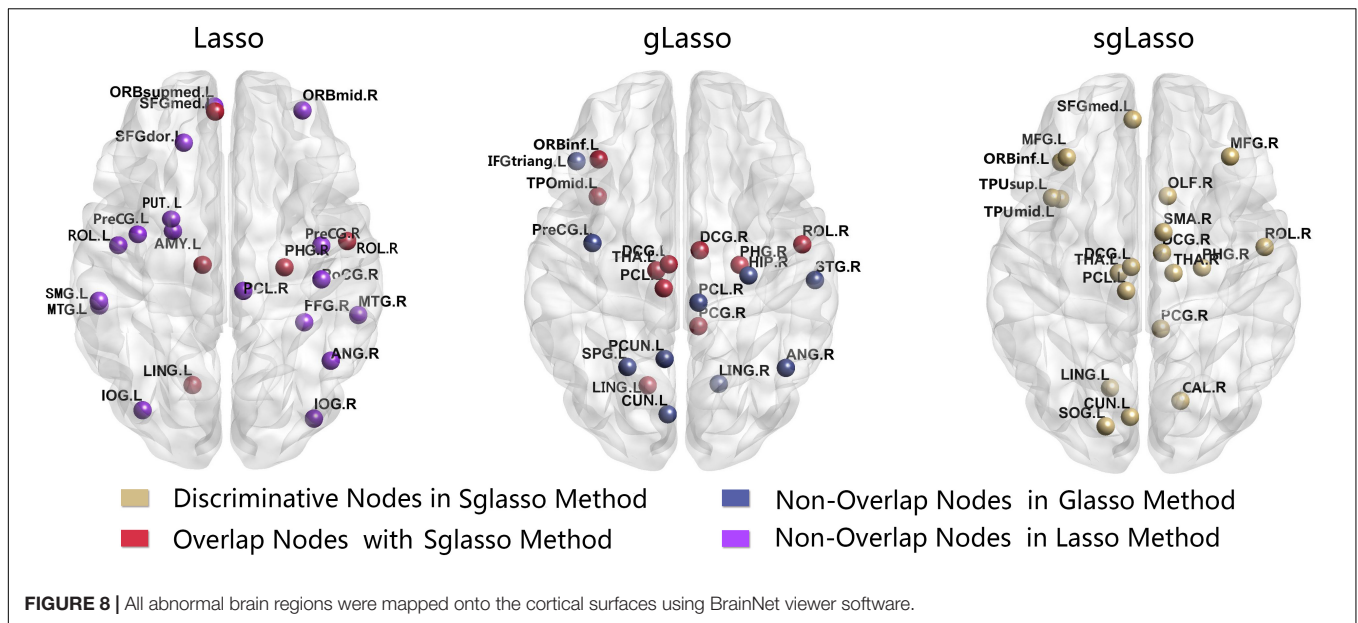 Lasso
gLasso
sgLasso
ORBsupmed.L
SFGmed.L
ORBmid.R
SFGdor.L
PUT. L
PreCG.L
ROL.L
AMY.L
PreCG.R
PHG.R
ROL.R
PoCG.R
PCL.R
SMG.L
MTG.L
FFG.R
MTG.R
ANG.R
LING.L
IOG.L
IOG.R
ORBinf.L
IFGtriang.L
TPOmid.L
PreCG.L
DCG.R
ROL.R
DCG.L
THA.L
PHG.R
HIP.R
STG.R
PCL.L
PCL.R
PCG.R
PCUN.L
SPG.L
LING.R
ANG.R
LING.L
CUN.L
SFGmed.L
MFG.L
MFG.R
ORBinf.L
TPUsup.L
OLF.R
TPUmid.L
SMA.R
DCG.R
ROL.R
DCG.L
THA.L
THA.R
PHG.R
PCL.L
PCG.R
LING.L
CAL.R
CUN.L
SOG.L
Discriminative Nodes in Sglasso Method
Non-Overlap Nodes in Glasso Method
Overlap Nodes with Sglasso Method
Non-Overlap Nodes in Lasso Method
FIGURE 8 | All abnormal brain regions were mapped onto the cortical surfaces using BrainNet viewer software.